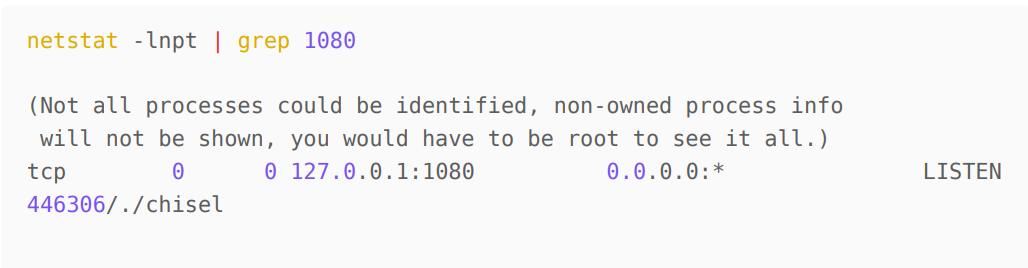 netstat -lnpt | grep 1080
(Not all processes could be identified, non-owned process info
will not be shown, you would have to be root to see it all.)
tcp        0      0 127.0.0.1:1080          0.0.0.0:*               LISTEN
446306/./chisel